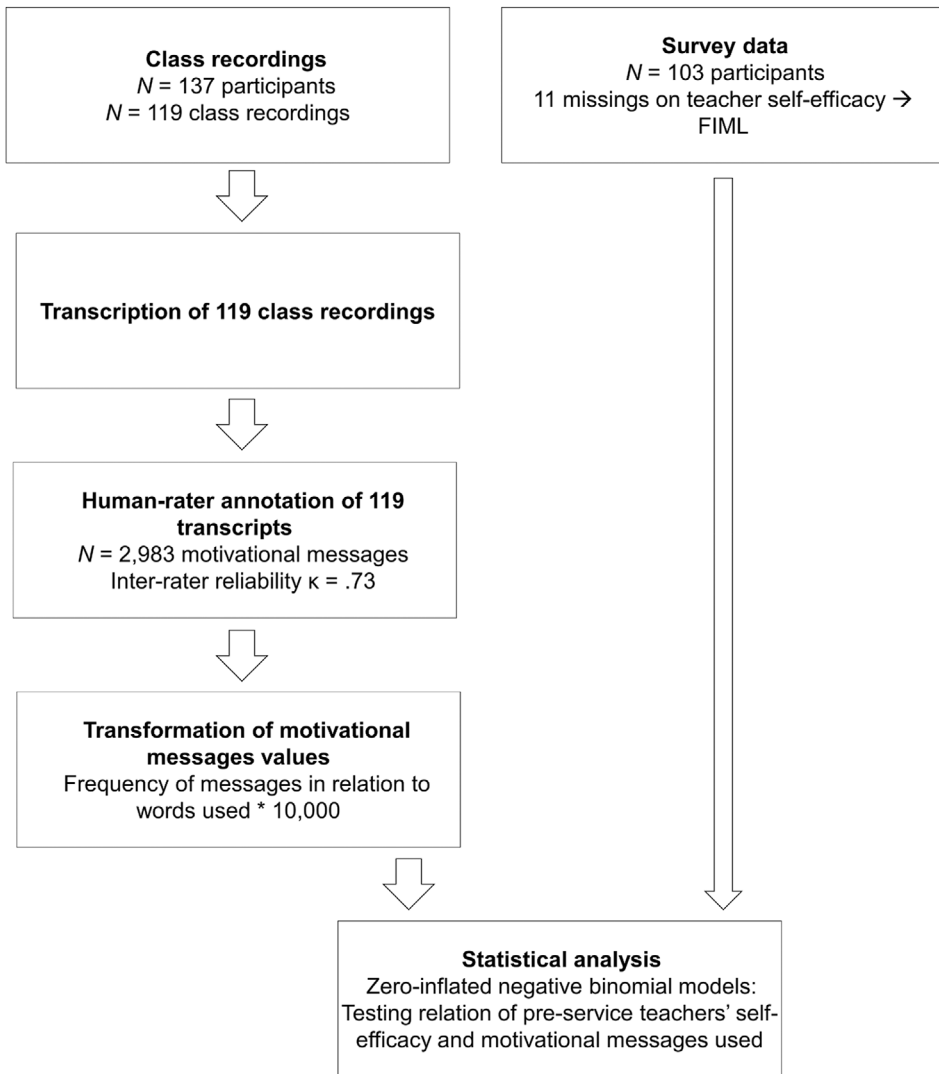 Class recordings
N = 137 participants
N = 119 class recordings
Survey data
N = 103 participants
11 missings on teacher self-efficacy →
FIML
Transcription of 119 class recordings
Human-rater annotation of 119
transcripts
N = 2,983 motivational messages
Inter-rater reliability κ = .73
Transformation of motivational
messages values
Frequency of messages in relation to
words used * 10,000
Statistical analysis
Zero-inflated negative binomial models:
Testing relation of pre-service teachers’ self-
efficacy and motivational messages used